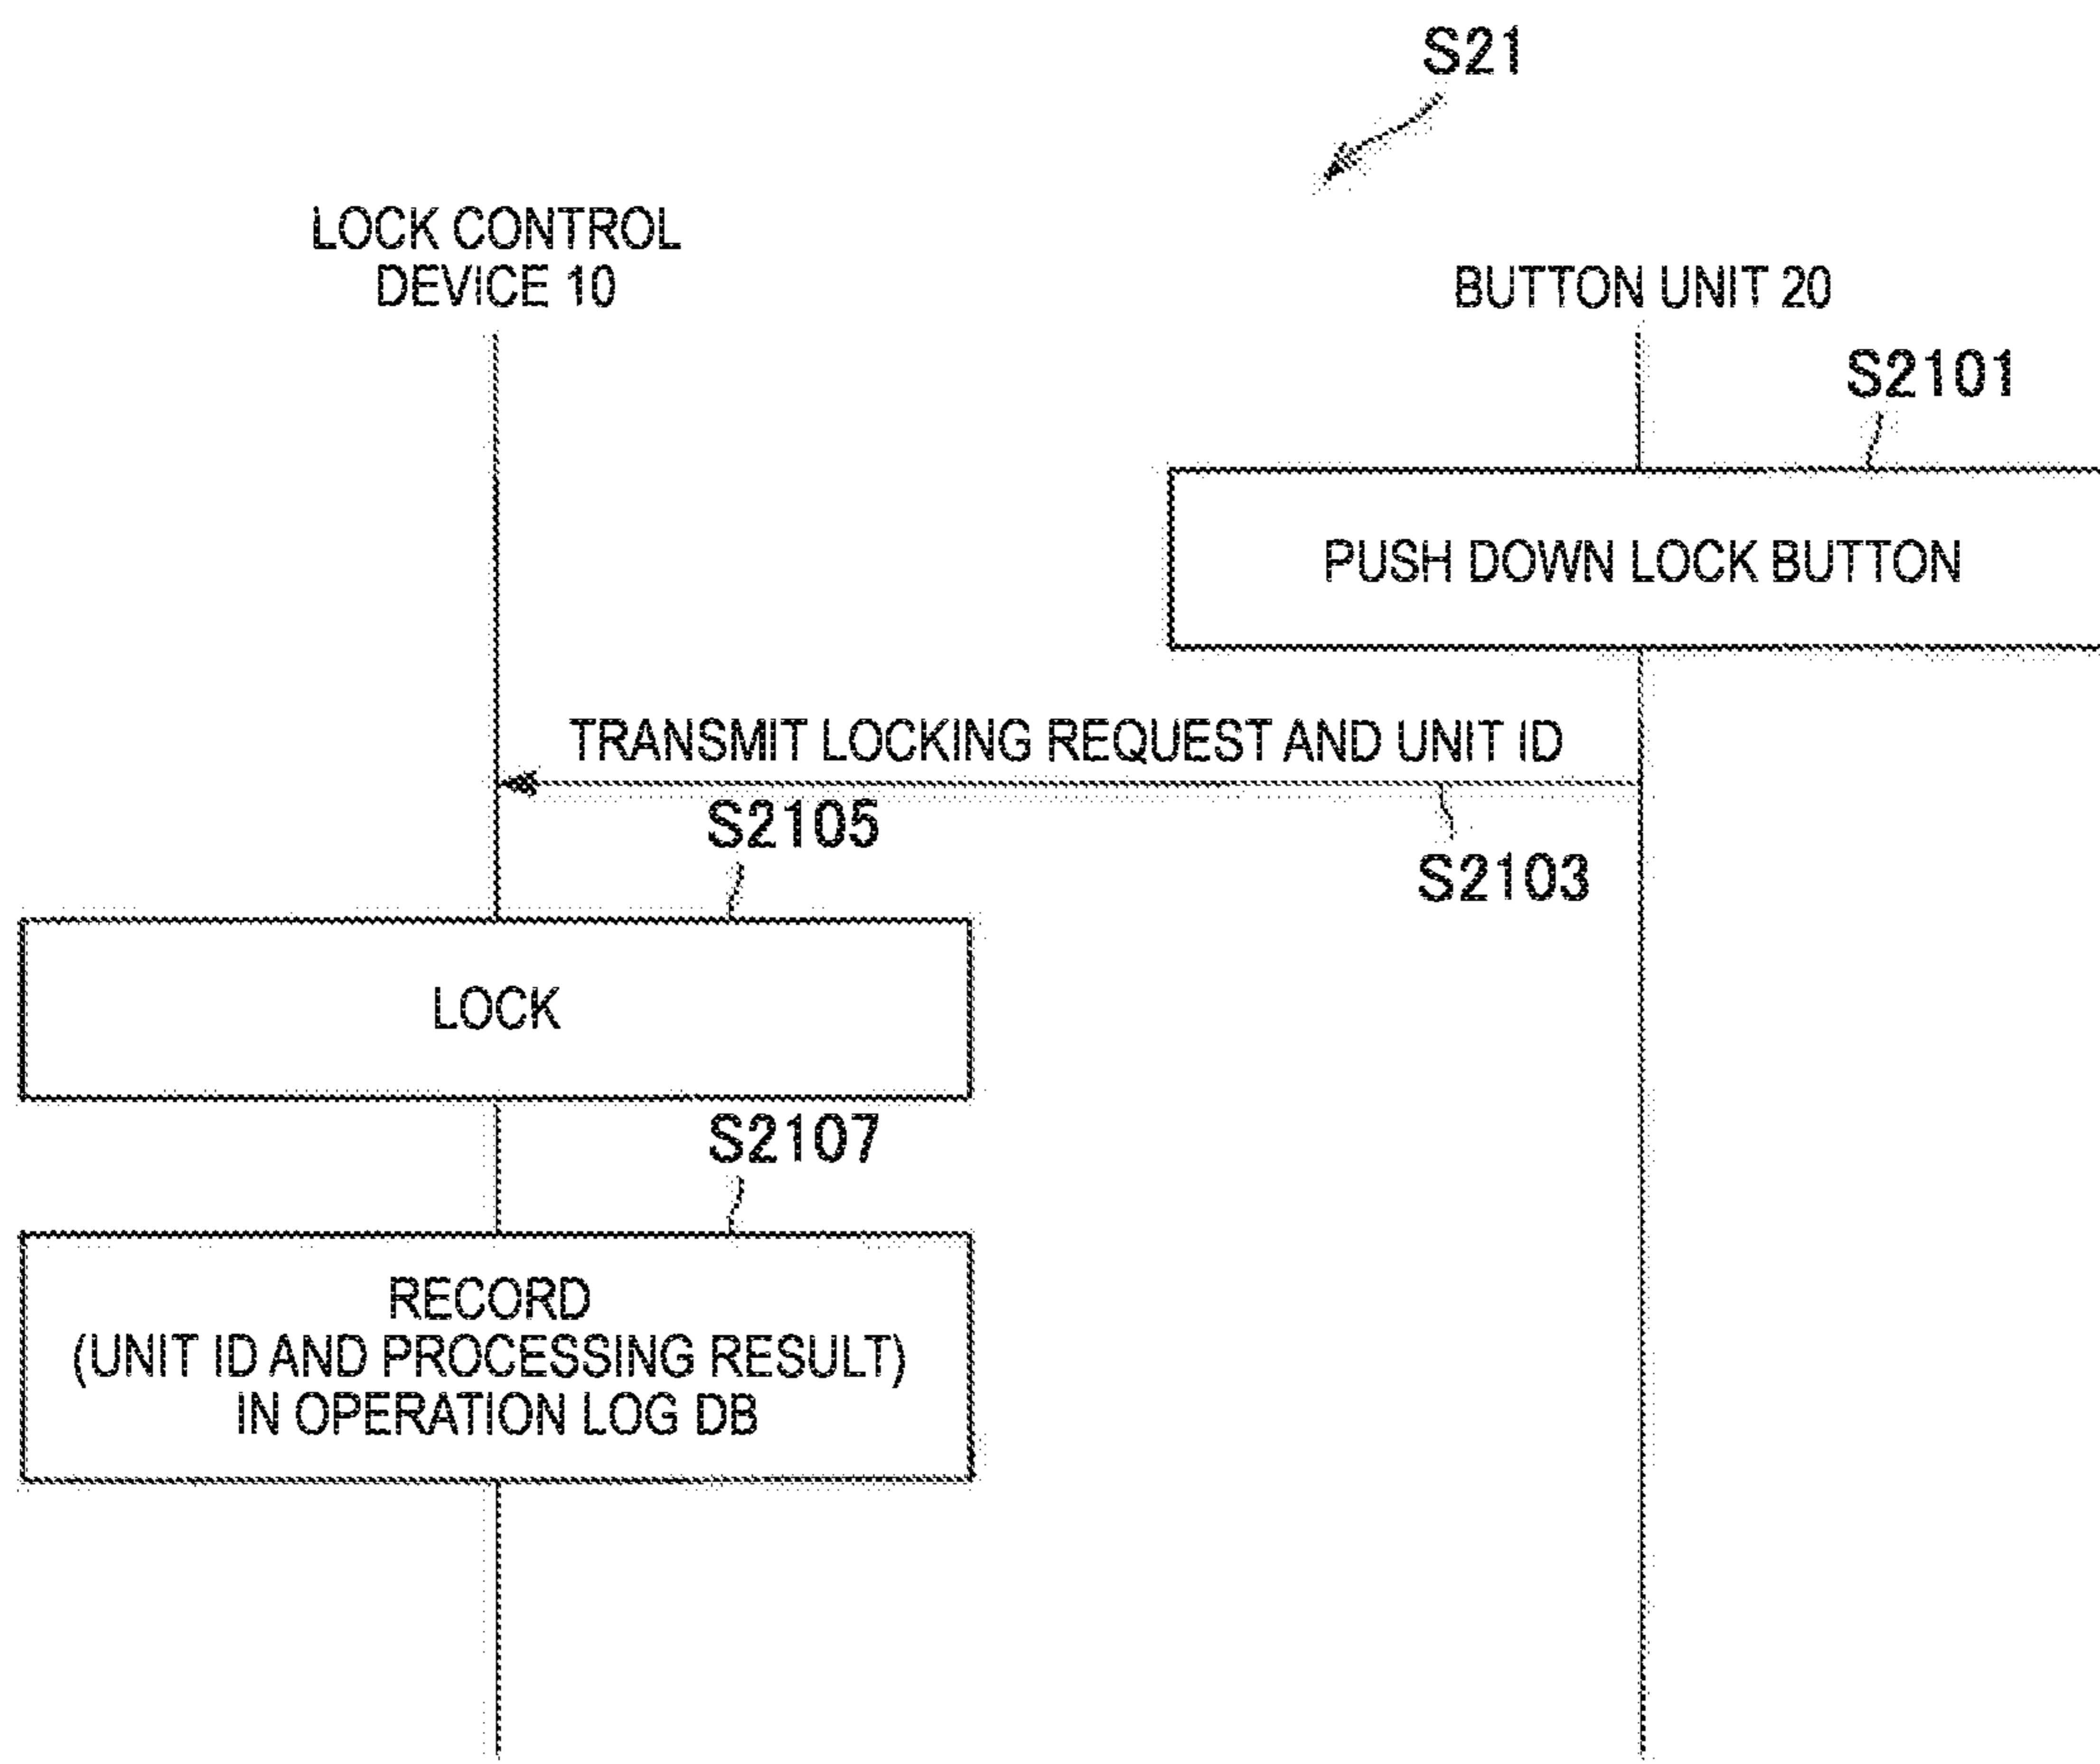 S21
LOCK CONTROL
DEVICE 10
BUTTON UNIT 20
S2101
PUSH DOWN LOCK BUTTON
TRANSMIT LOCKING REQUEST AND UNIT ID
S2103
S2105
LOCK
S2107
RECORD
(UNIT ID AND PROCESSING RESULT)
IN OPERATION LOG DB